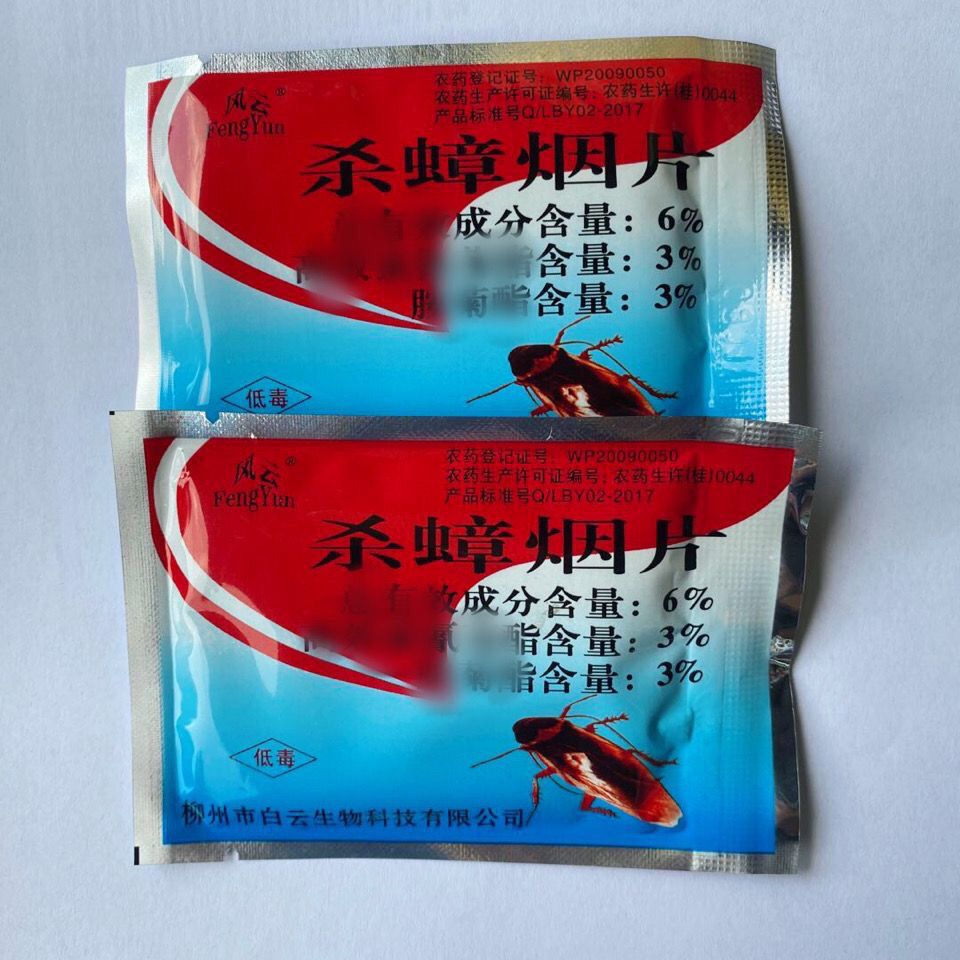 风云®
FengYun
农药登记证号：WP20090050
农药生产许可证编号：农药生许(桂)0044
产品标准号Q/LBY02-2017
杀蟑烟片
成分含量：6%
酯含量：3%
菊酯含量：3%
低毒
风云®
FengYun
农药登记证号：WP20090050
农药生产许可证编号：农药生许(桂)0044
产品标准号Q/LBY02-2017
杀蟑烟片
有效成分含量：6%
酯含量：3%
菊酯含量：3%
低毒
柳州市白云生物科技有限公司